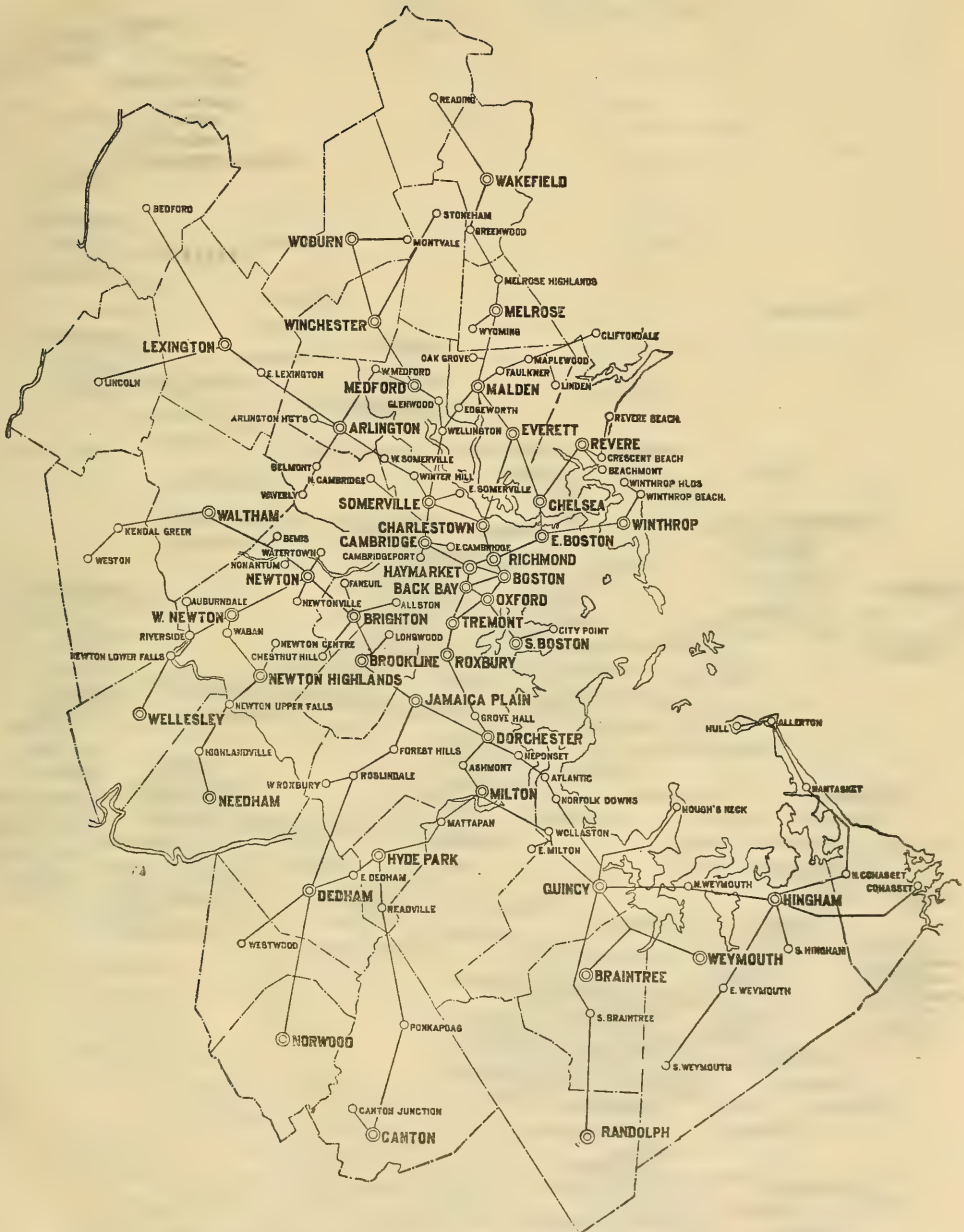 READING
WAKEFIELD
BEDFORD
STONEHAM
GREENWOOD
WOBURN
MONTVALE
MELROSE HIGHLANDS
MELROSE
WINCHESTER
WYOMING
CLIFTONDALE
LEXINGTON
OAK GROVE
MAPLEWOOD
W. MEDFORD
FAULKNER
E. LEXINGTON
LINCOLN
MEDFORD
MALDEN
LINDEN
GLENWOOD
EDGEWORTH
ARLINGTON HGT'S
REVERE BEACH.
ARLINGTON
WELLINGTON
EVERETT
REVERE
W. SOMERVILLE
CRESCENT BEACH
BELMONT
BEACHMONT
N. CAMBRIDGE
WINTER HILL
WINTHROP HLDS
WAVERLY
E. SOMERVILLE
WINTHROP BEACH.
SOMERVILLE
CHELSEA
WALTHAM
CHARLESTOWN
WINTHROP
KENDAL GREEN
BEMIS
CAMBRIDGE
E. CAMBRIDGE
E. BOSTON
WATERTOWN
CAMBRIDGEPORT
RICHMOND
WESTON
NONANTUM
HAYMARKET
NEWTON
FANEUIL
BACK BAY
BOSTON
AUBURNDALE
NEWTONVILLE
ALLSTON
OXFORD
W. NEWTON
BRIGHTON
TREMONT
CITY POINT
RIVERSIDE
WABAN
NEWTON CENTRE
LONGWOOD
S. BOSTON
NEWTON LOWER FALLS
CHESTNUT HILL
BROOKLINE
ROXBURY
NEWTON HIGHLANDS
JAMAICA PLAIN
WELLESLEY
NEWTON UPPER FALLS
GROVE HALL
HULL
ALLERTON
DORCHESTER
HIGHLANDVILLE
FOREST HILLS
NEPONSET
ASHMONT
W. ROXBURY
ROSLINDALE
ATLANTIC
NANTASKET
NEEDHAM
MILTON
NORFOLK DOWNS
HOUGH'S NECK
MATTAPAN
WOLLASTON
E. MILTON
HYDE PARK
E. DEDHAM
N. COHASSET
DEDHAM
QUINCY
N. WEYMOUTH
COHASSET
READVILLE
HINGHAM
WESTWOOD
WEYMOUTH
S. HINGHAM
BRAINTREE
E. WEYMOUTH
S. BRAINTREE
PONKAPOAG
NORWOOD
S. WEYMOUTH
CANTON JUNCTION
CANTON
RANDOLPH